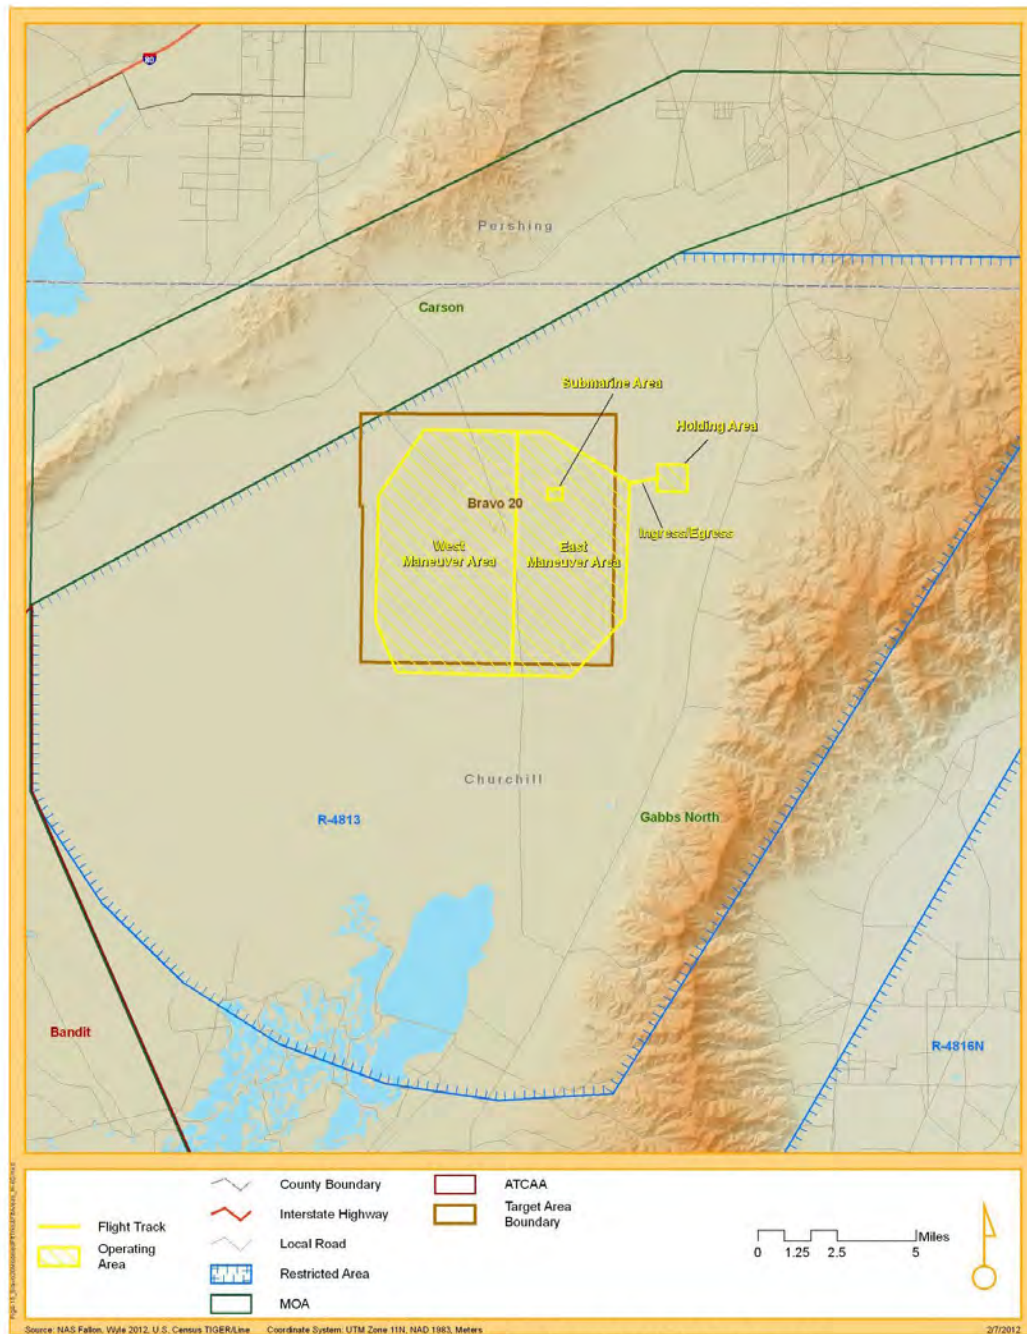 80
Pershing
Carson
Submarine Area
Holding Area
Bravo 20
Ingress/Egress
West
Maneuver Area
East
Maneuver Area
Churchill
R-4813
Gabbs North
Bandit
R-4816N
Flight Track
Operating
Area
County Boundary
Interstate Highway
Local Road
Restricted Area
MOA
ATCAA
Target Area
Boundary
0 1.25 2.5 5 Miles
Source: NAS Fallon, Wyle 2012, U.S. Census TIGER/Line Coordinate System: UTM Zone 11N, NAD 1983, Meters 2/7/2012